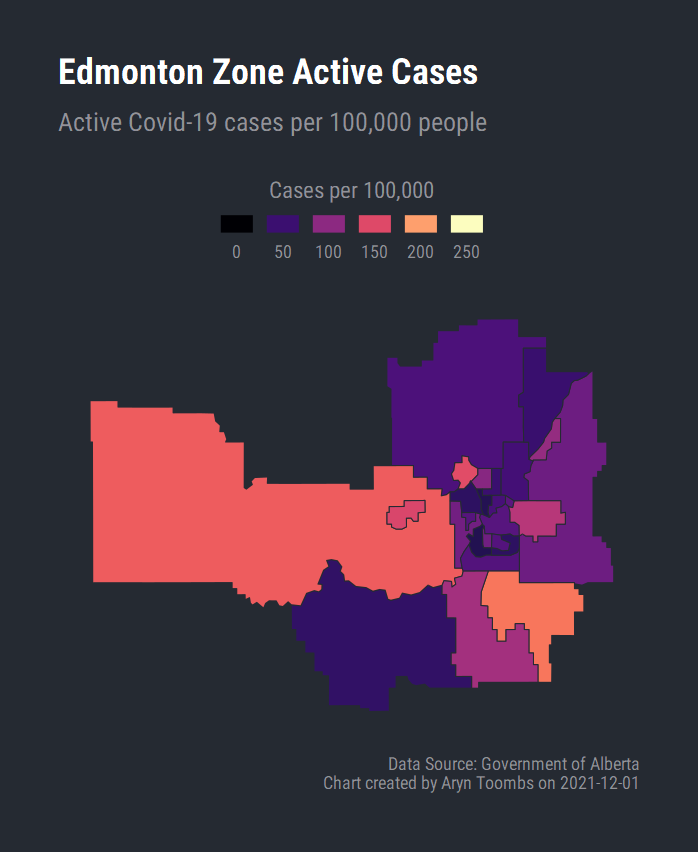 Edmonton Zone Active Cases
Active Covid-19 cases per 100,000 people
Cases per 100,000
0 50 100 150 200 250
Data Source: Government of Alberta
Chart created by Aryn Toombs on 2021-12-01